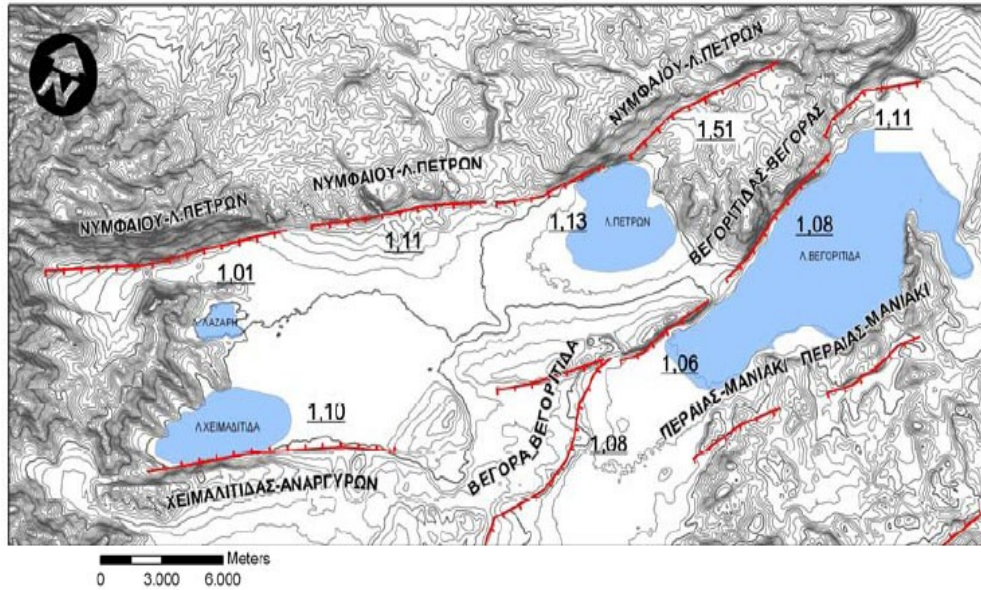 ΝΥΜΦΑΙΟΥ-Λ.ΠΕΤΡΩΝ
1.51
1,11
ΒΕΓΟΡΙΤΙΔΑΣ-ΒΕΓΟΡΑΣ
ΝΥΜΦΑΙΟΥ-Λ.ΠΕΤΡΩΝ
ΝΥΜΦΑΙΟΥ-Λ.ΠΕΤΡΩΝ
1,13
Λ.ΠΕΤΡΩΝ
1,08
Λ.ΒΕΓΟΡΙΤΙΔΑ
1,11
1,01
ΛΑΖΑΡΗ
ΠΕΡΑΙΑΣ-ΜΑΝΙΑΚΙ
1,06
ΠΕΡΑΙΑΣ-ΜΑΝΙΑΚΙ
ΒΕΓΟΡΑ_ΒΕΓΟΡΙΤΙΔΑ
1,10
Λ.ΧΕΙΜΑΔΙΤΙΔΑ
1,08
ΧΕΙΜΑΛΙΤΙΔΑΣ-ΑΝΑΡΓΥΡΩΝ
N
Meters
0 3.000 6.000